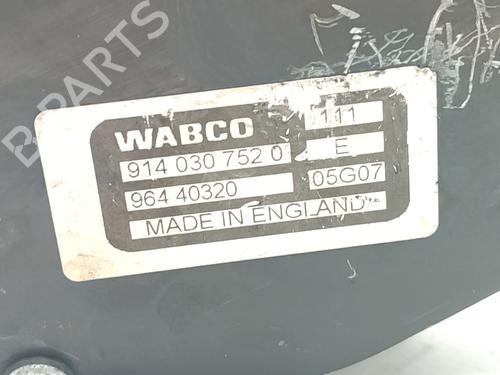 B-PARTS
WABCO 111
914 030 752 0 E
964 40320 05G07
MADE IN ENGLAND